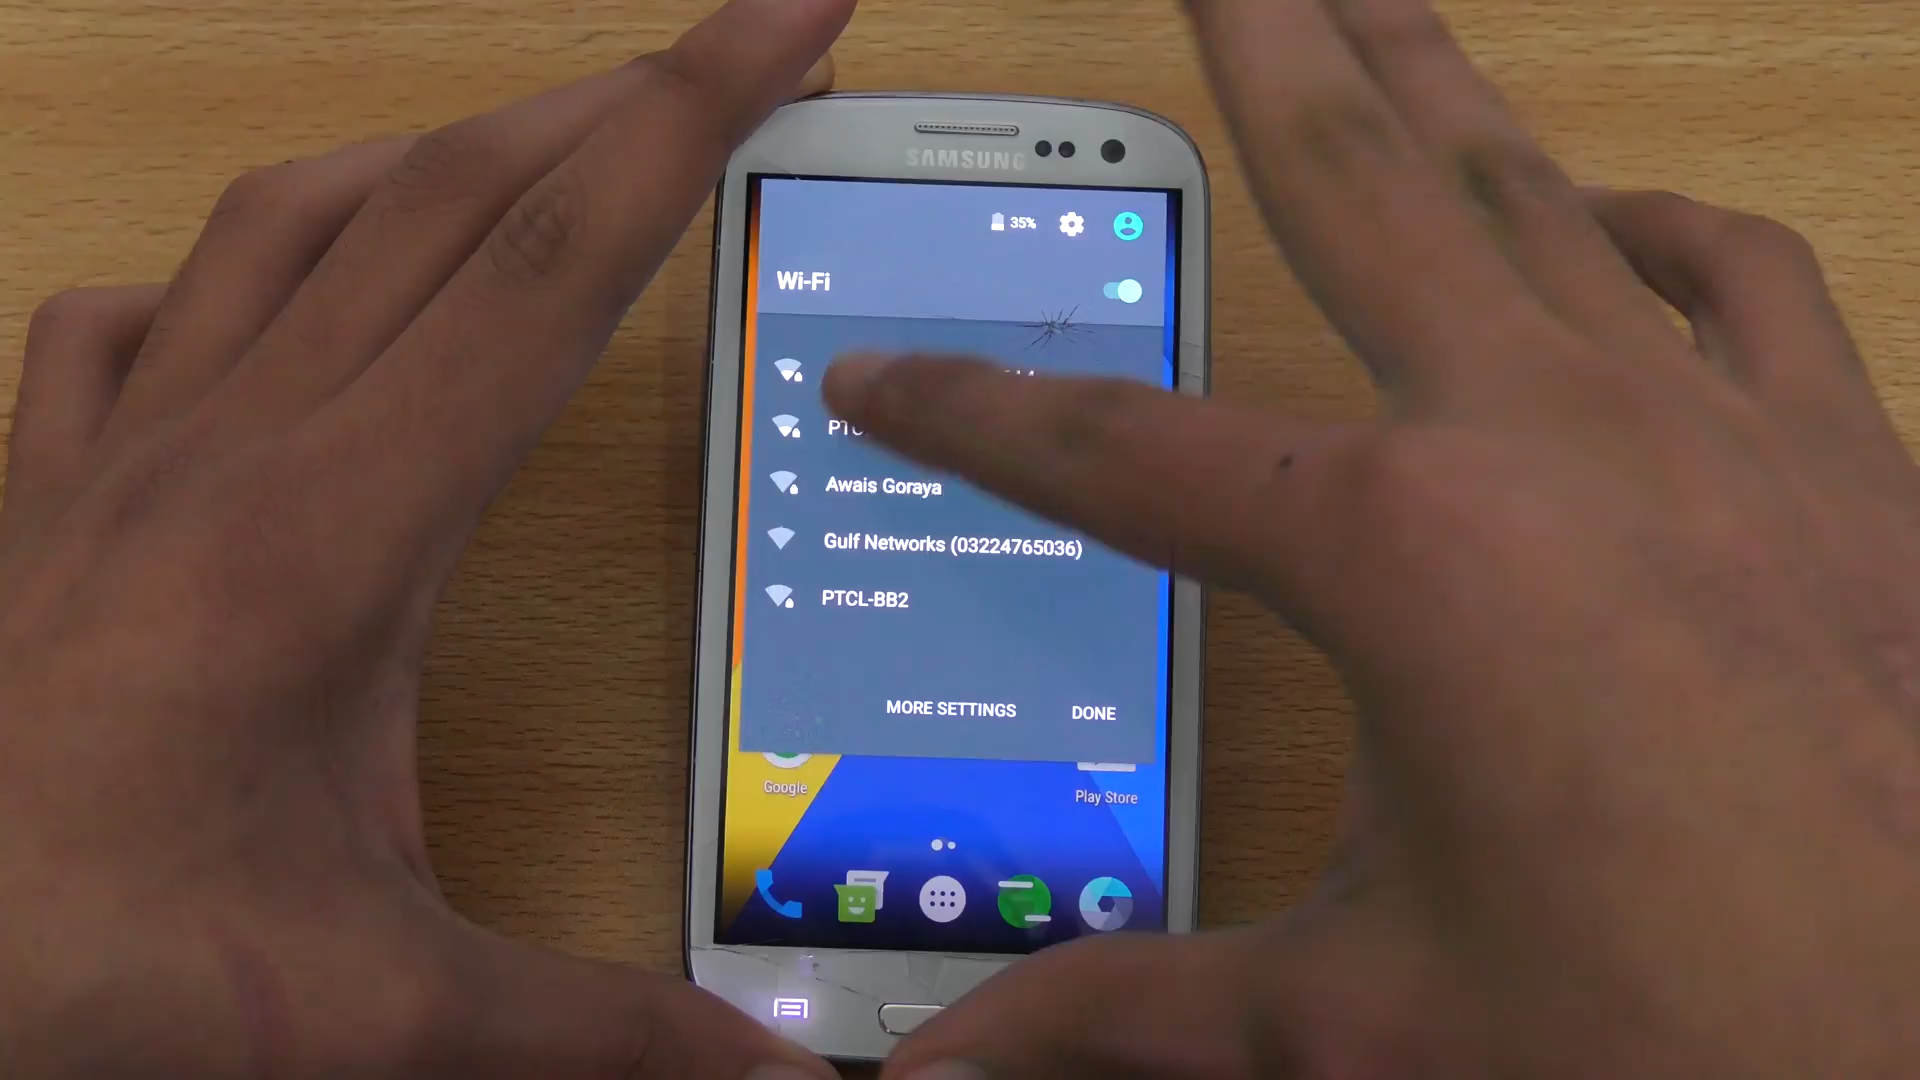 SAMSUNG
35%
Wi-Fi
Awais Goraya
Gulf Networks (03224765036)
PTCL-BB2
MORE SETTINGS
DONE
Google
Play Store